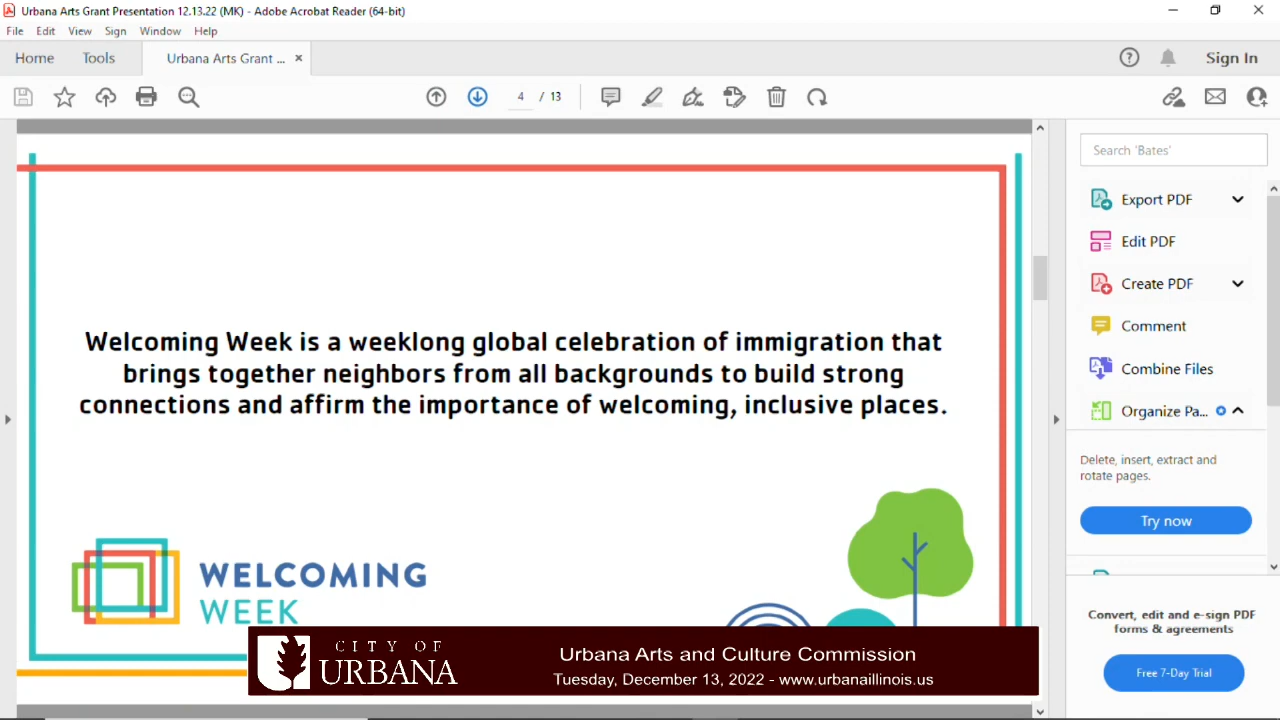 Urbana Arts Grant Presentation 12.13.22 (MK) - Adobe Acrobat Reader (64-bit)
File Edit View Sign Window Help
Home Tools Urbana Arts Grant ... × Sign In
4 / 13
Search 'Bates'
Export PDF
Edit PDF
Create PDF
Comment
Combine Files
Organize Pa...
Delete, insert, extract and
rotate pages.
Try now
Convert, edit and e-sign PDF
forms & agreements
Free 7-Day Trial
Welcoming Week is a weeklong global celebration of immigration that
brings together neighbors from all backgrounds to build strong
connections and affirm the importance of welcoming, inclusive places.
WELCOMING
WEEK
CITY OF
URBANA
Urbana Arts and Culture Commission
Tuesday, December 13, 2022 - www.urbanaillinois.us